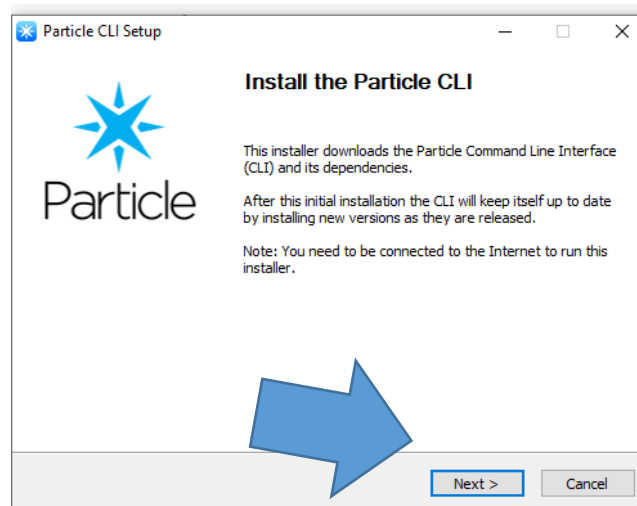 Particle CLI Setup
Install the Particle CLI
Particle
This installer downloads the Particle Command Line Interface
(CLI) and its dependencies.
After this initial installation the CLI will keep itself up to date
by installing new versions as they are released.
Note: You need to be connected to the Internet to run this
installer.
Next >
Cancel